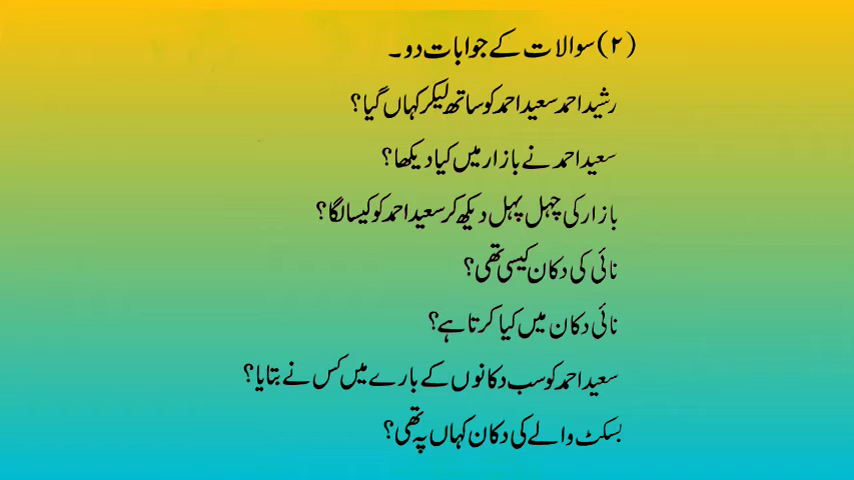 (۲) سوالات کے جوابات دو۔
رشید احمد سعید احمد کو ساتھ لیکر کہاں گیا؟
سعید احمد نے بازار میں کیا دیکھا؟
بازار کی چہل پہل دیکھ کر سعید احمد کو کیسا لگا؟
نائی کی دکان کیسی تھی؟
نائی دکان میں کیا کرتا ہے؟
سعید احمد کو سب دکانوں کے بارے میں کس نے بتایا؟
بسکٹ والے کی دکان کہاں پہ تھی؟